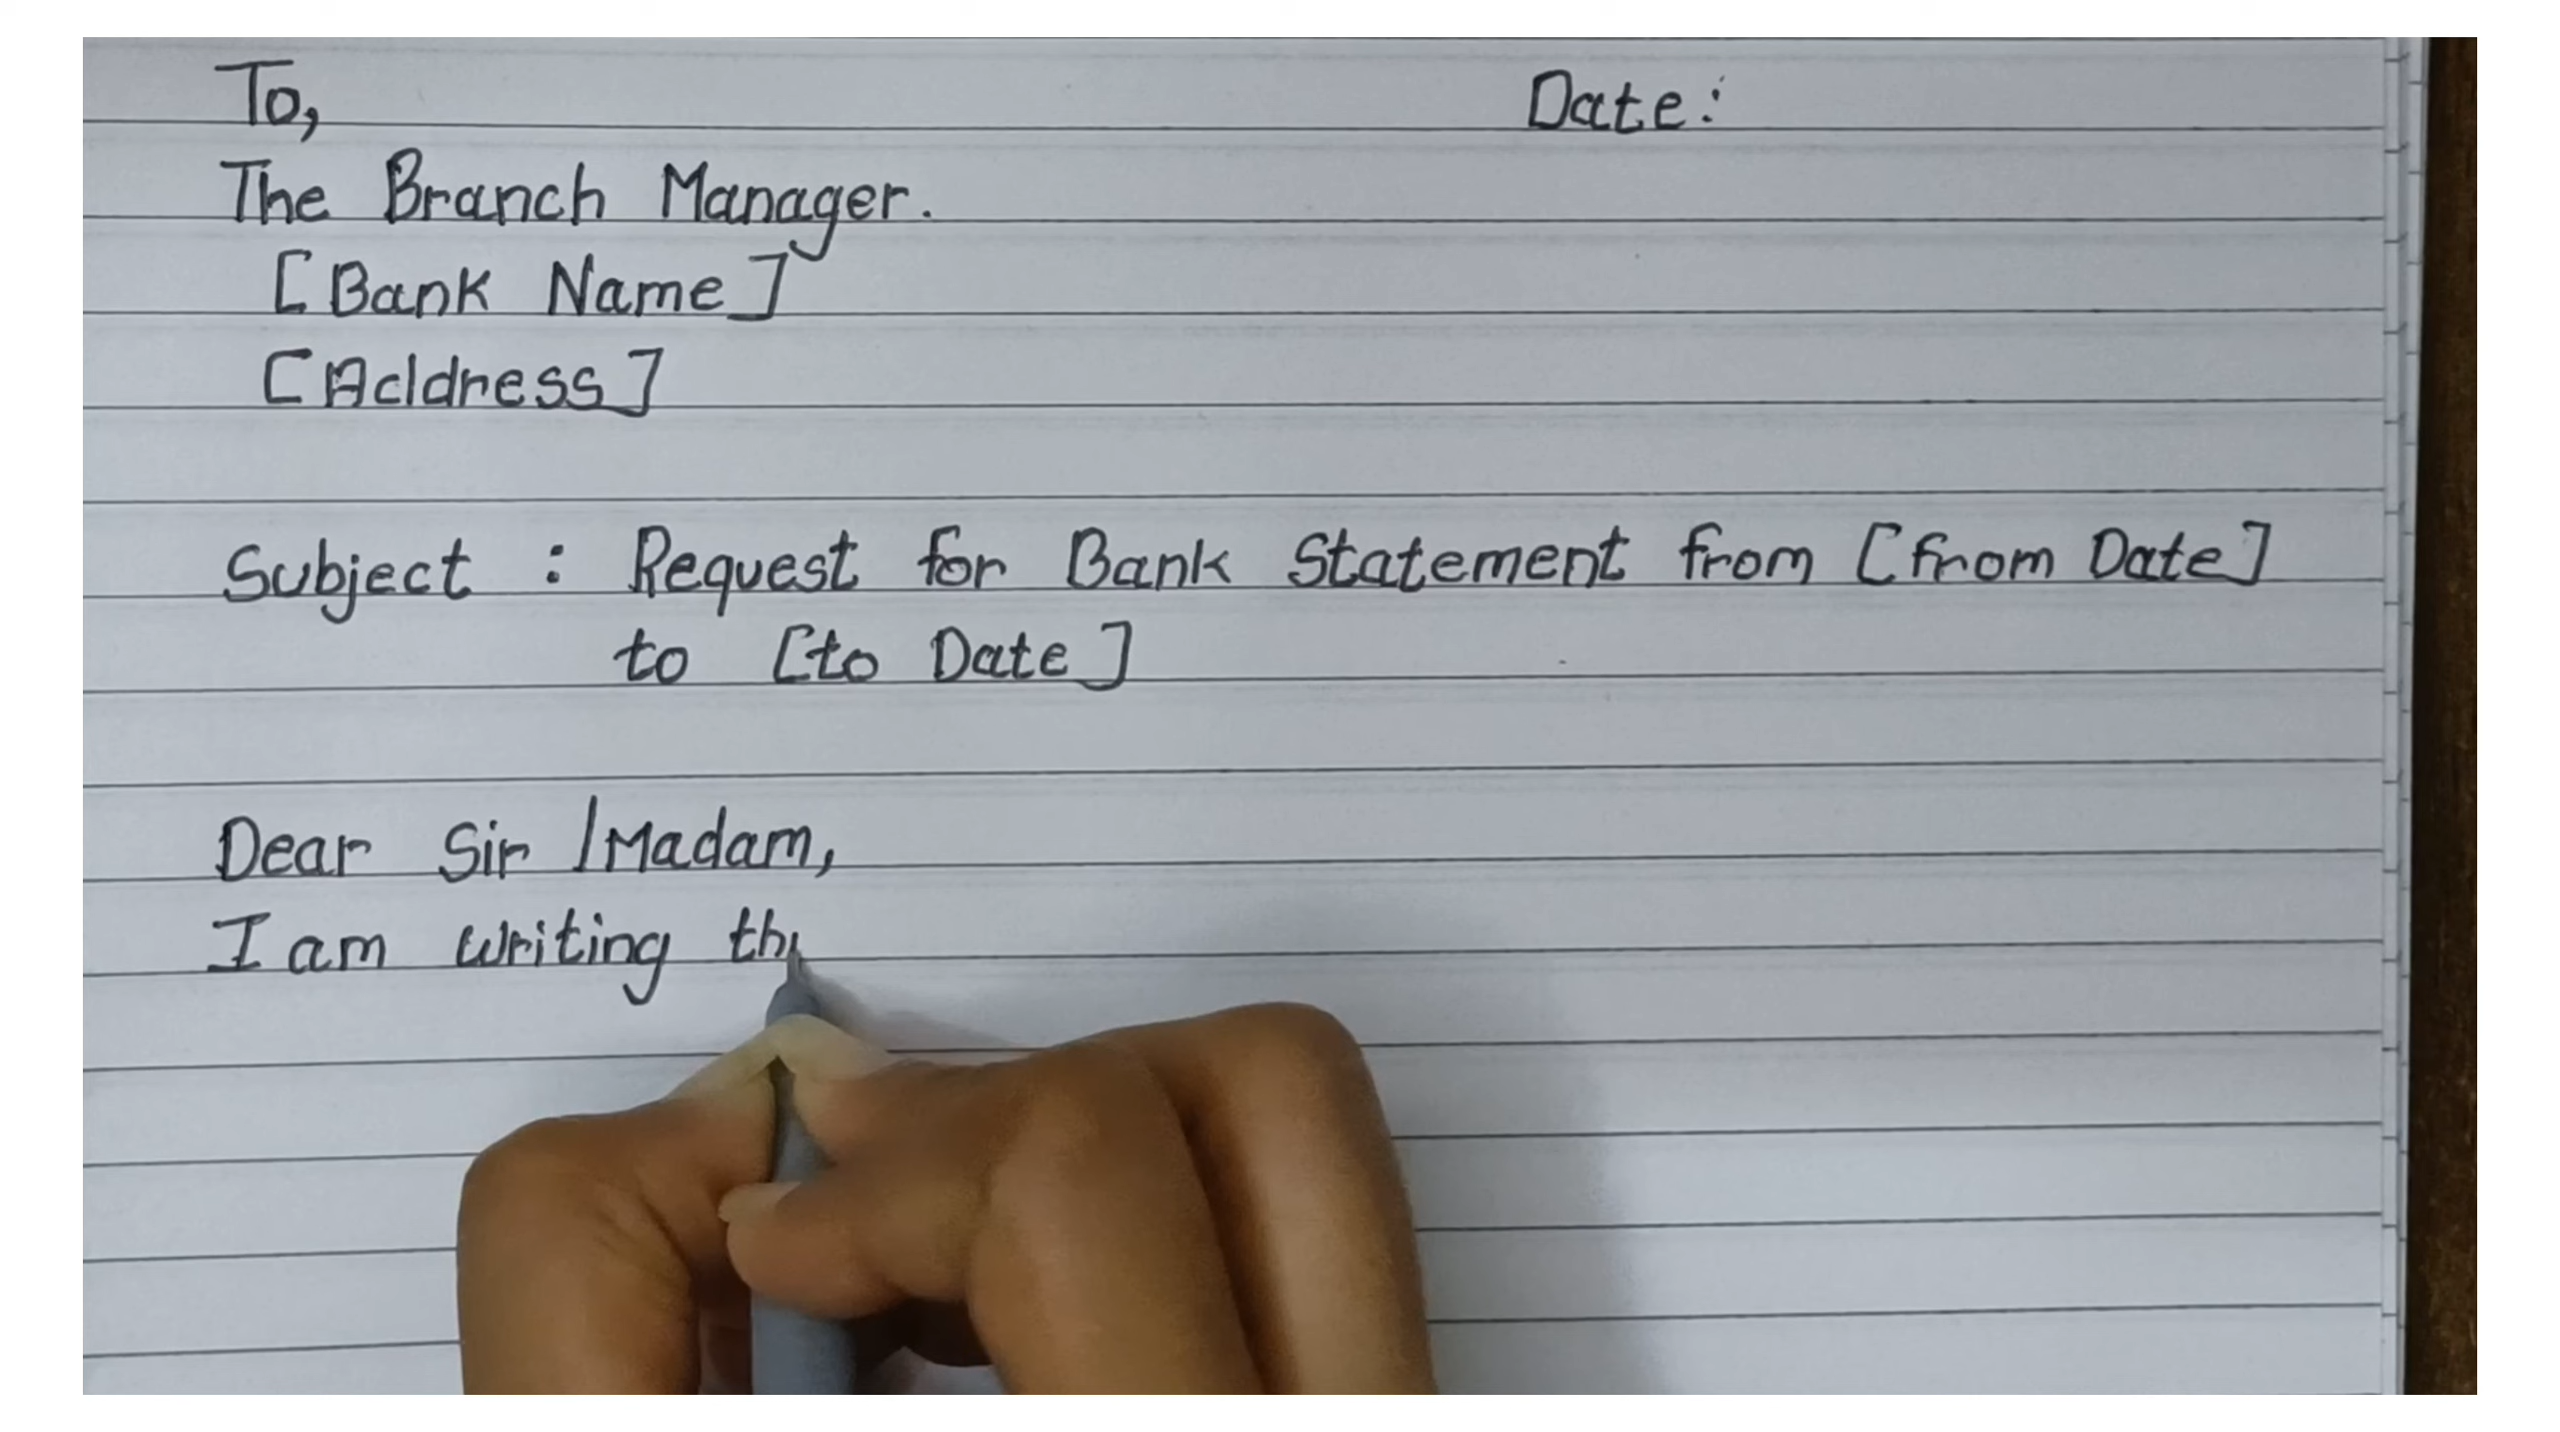 To,
Date:
The Branch Manager.
[Bank Name]
[Address]
Subject : Request for Bank Statement from [from Date]
to [to Date]
Dear Sir /Madam,
I am writing